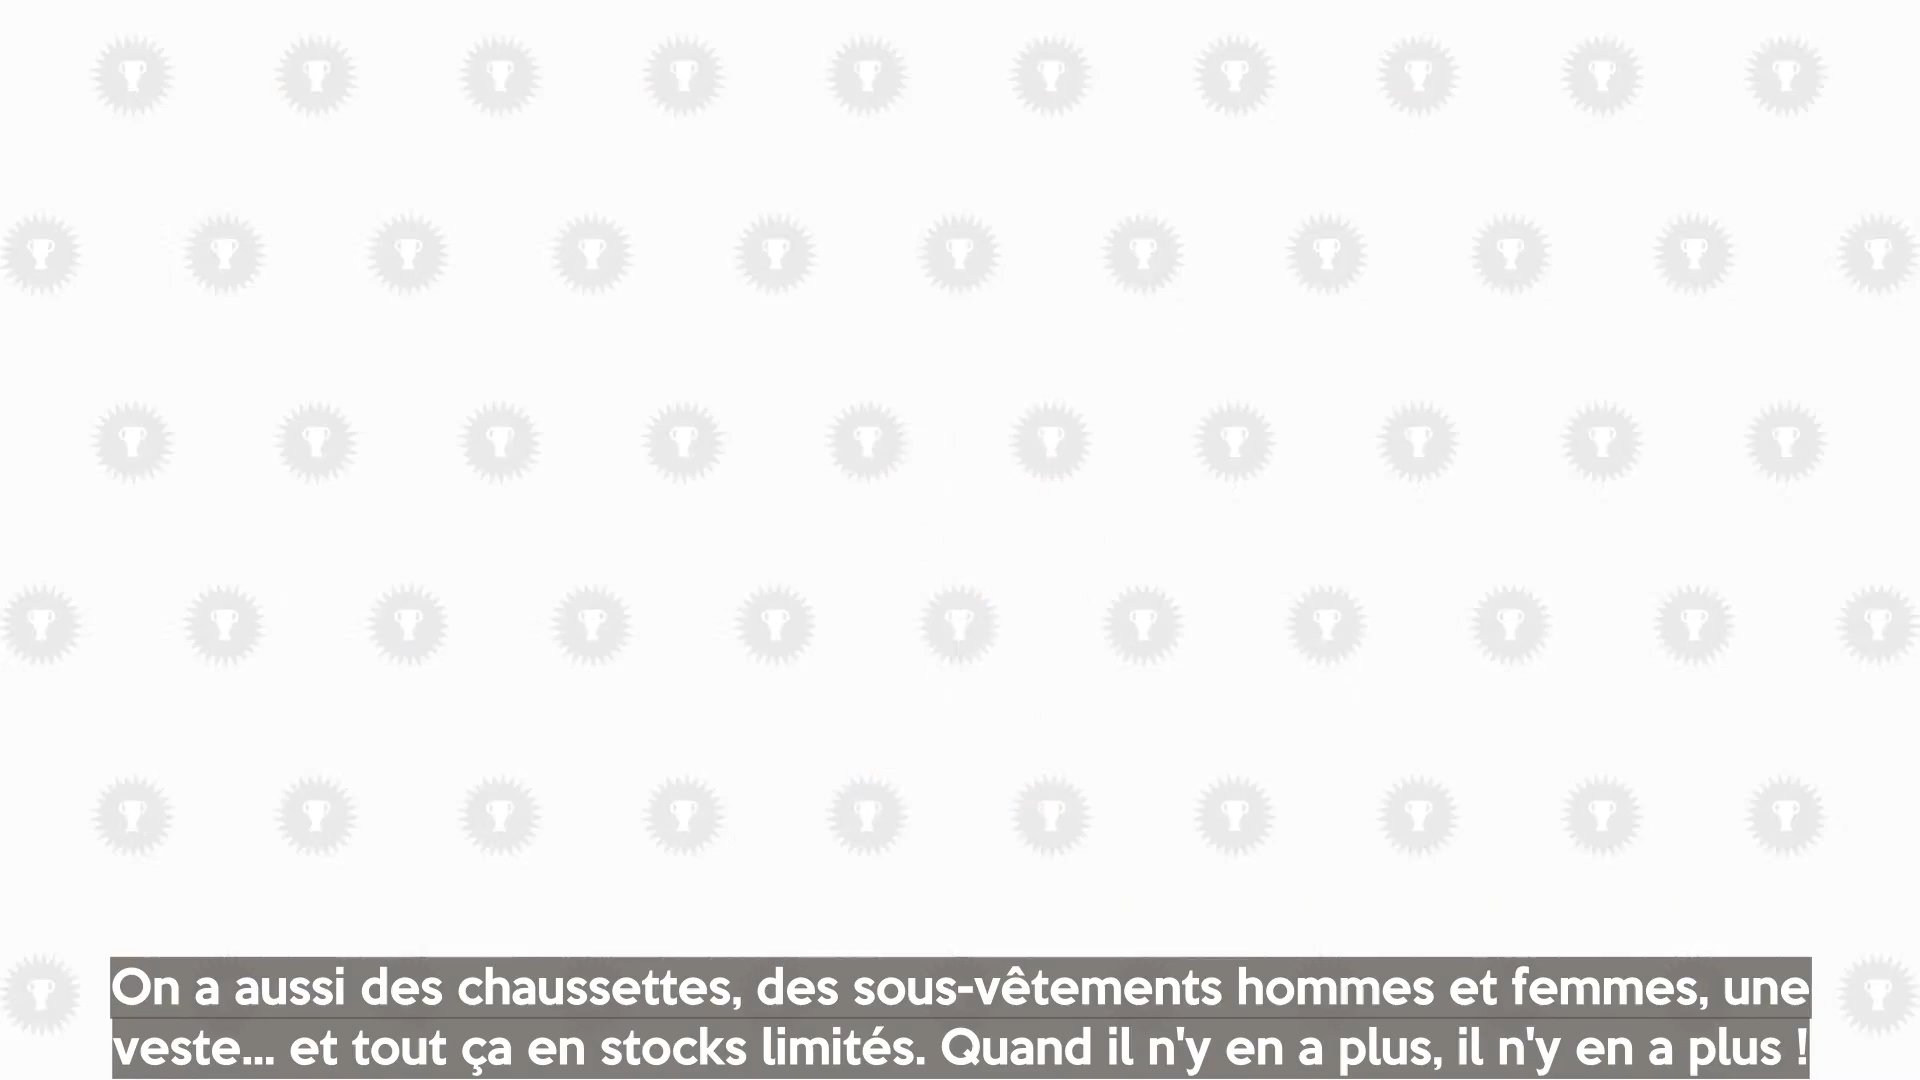 On a aussi des chaussettes, des sous-vêtements hommes et femmes, une
veste... et tout ça en stocks limités. Quand il n'y en a plus, il n'y en a plus !